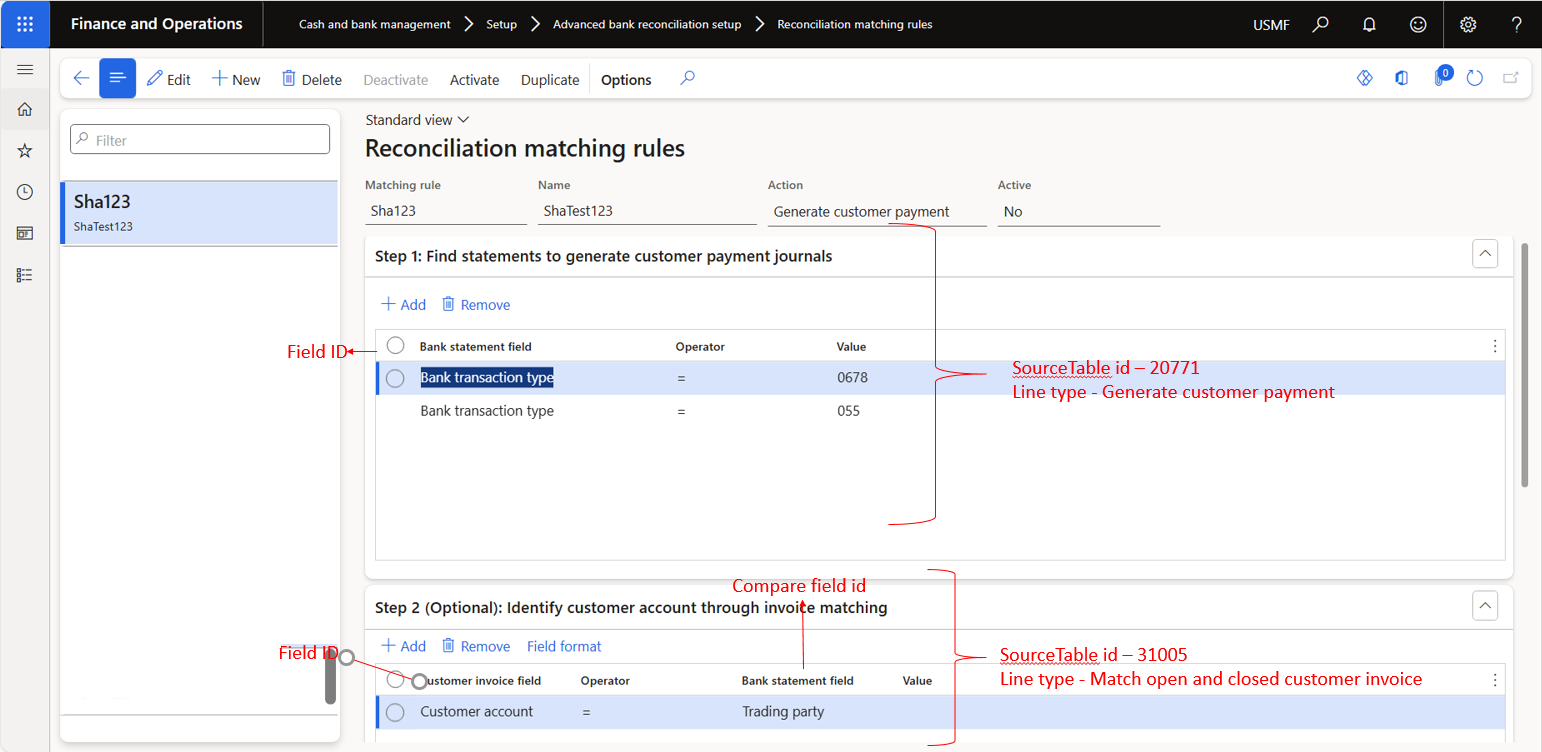 Finance and Operations
Cash and bank management > Setup > Advanced bank reconciliation setup > Reconciliation matching rules
USMF
?
Edit
New
Delete
Deactivate
Activate
Duplicate
Options
0
Filter
Sha123
ShaTest123
Standard view
Reconciliation matching rules
Matching rule
Name
Action
Active
Sha123
ShaTest123
Generate customer payment
No
Step 1: Find statements to generate customer payment journals
Add
Remove
Field ID
Bank statement field
Operator
Value
Bank transaction type
=
0678
Bank transaction type
=
055
SourceTable id – 20771
Line type - Generate customer payment
Compare field id
Step 2 (Optional): Identify customer account through invoice matching
Add
Remove
Field format
Field ID
ustomer invoice field
Operator
Bank statement field
Value
Customer account
=
Trading party
SourceTable id – 31005
Line type - Match open and closed customer invoice